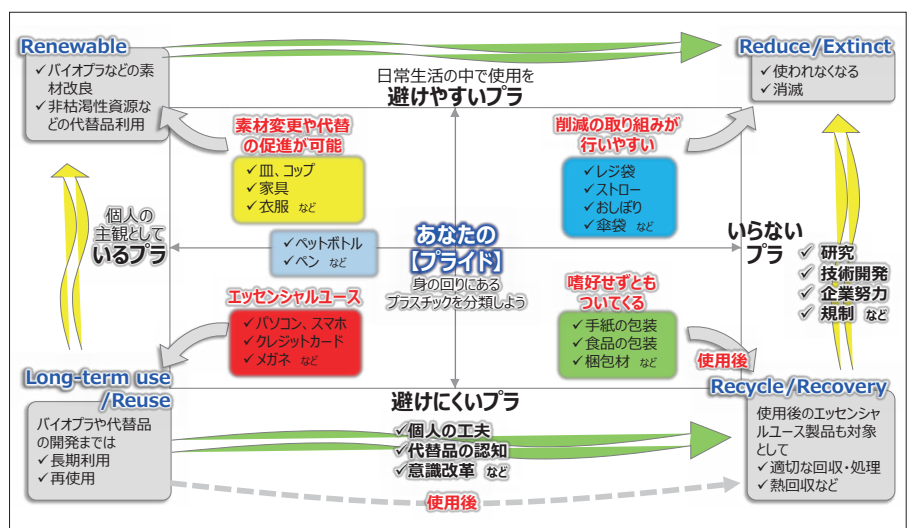 Renewable
✓バイオプラなどの素
材改良
✓非枯渇性資源な
どの代替品利用
Reduce/Extinct
✓使われなくなる
✓消滅
日常生活の中で使用を
避けやすいプラ
素材変更や代替
の促進が可能
✓皿、コップ
✓家具
✓衣服 など
削減の取り組みが
行いやすい
✓レジ袋
✓ストロー
✓おしぼり
✓傘袋 など
個人の
主観として
いるプラ
✓ペットボトル
✓ペン など
あなたの
【プライド】
身の回りにある
プラスチックを分類しよう
いらない
プラ
✓研究
✓技術開発
✓企業努力
✓規制 など
エッセンシャルユース
✓パソコン、スマホ
✓クレジットカード
✓メガネ など
嗜好せずとも
ついてくる
✓手紙の包装
✓食品の包装
✓梱包材 など
使用後
Long-term use
/Reuse
バイオプラや代替品
の開発までは
✓長期利用
✓再使用
避けにくいプラ
✓個人の工夫
✓代替品の認知
✓意識改革 など
使用後
Recycle/Recovery
使用後のエッセンシャ
ルユース製品も対象
として
✓適切な回収・処理
✓熱回収など